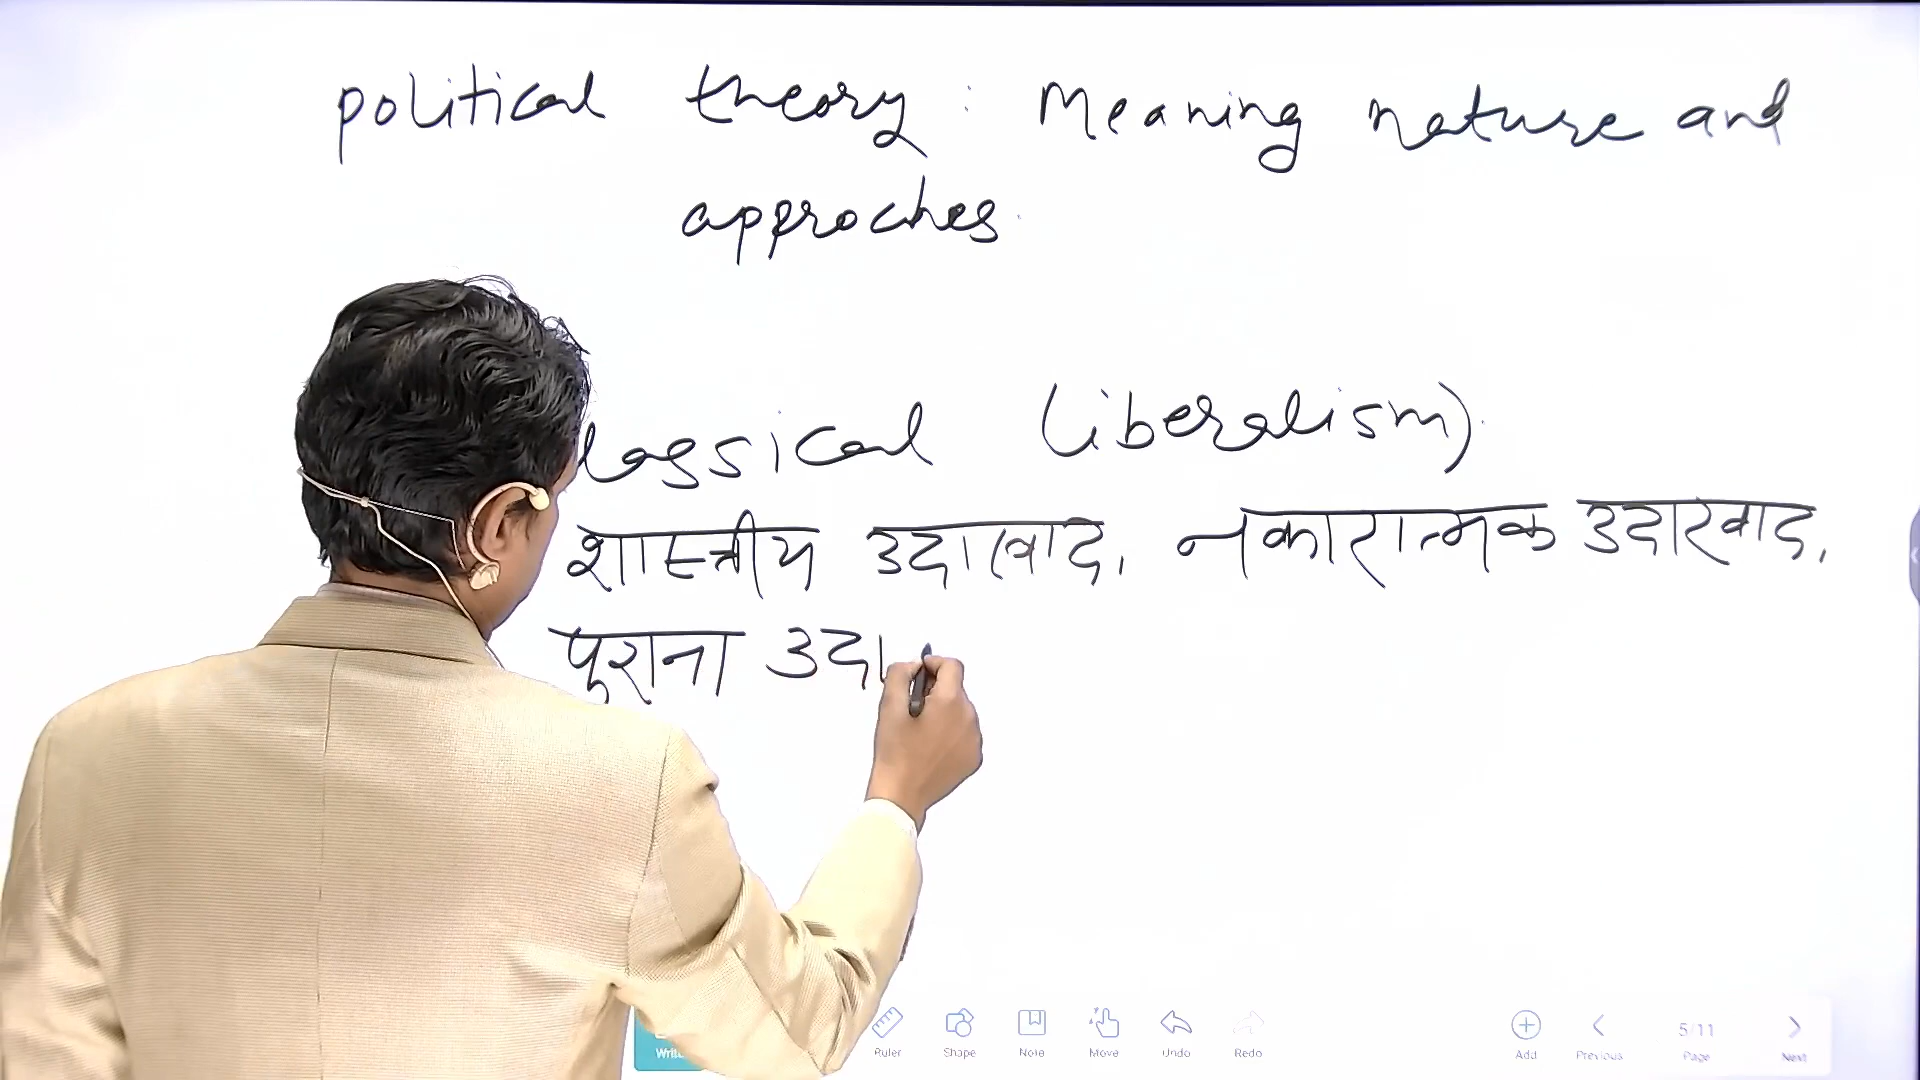 political theory : Meaning nature and
approches.
lassical (liberalism).
शास्त्रीय उदारवाद, नकारात्मक उदारवाद,
पुराना उदा
Ruler Shape Note Move Undo Redo Add Previous 5/11 Page Next